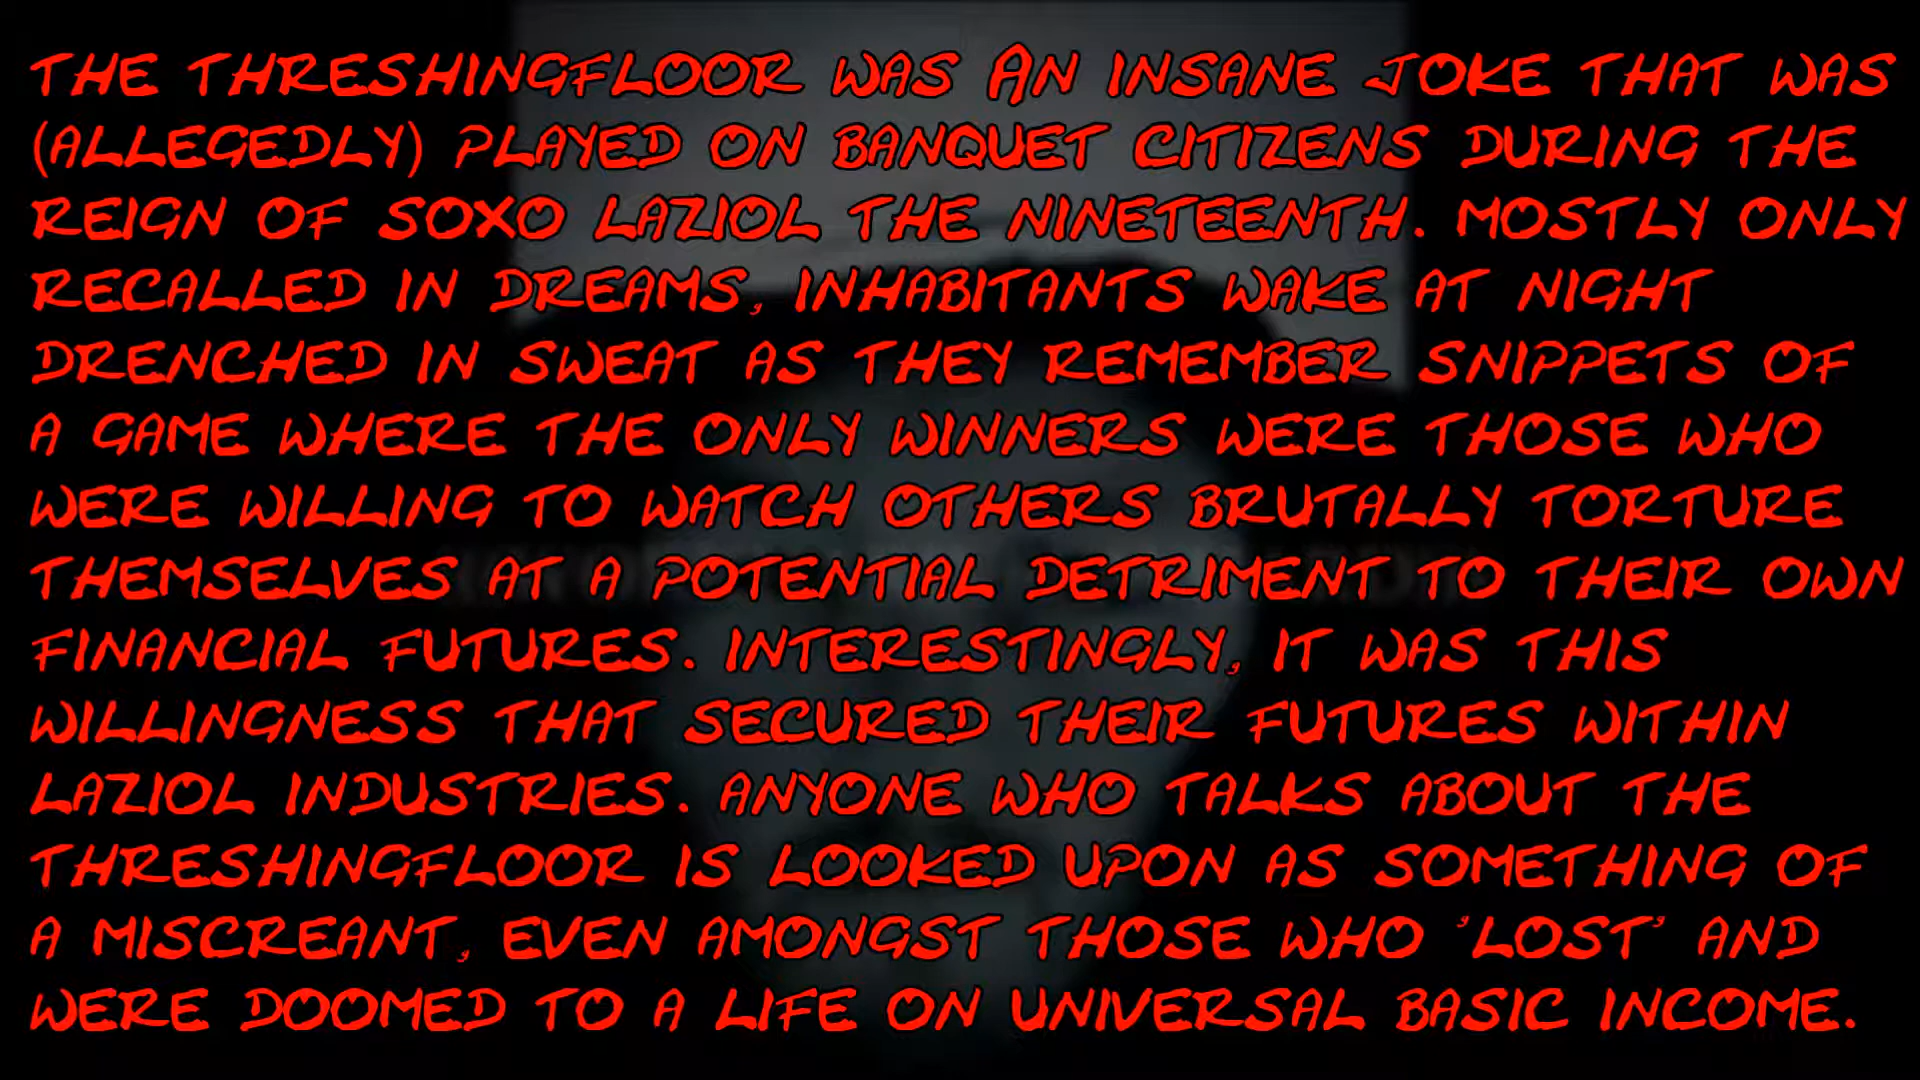 THE THRESHINGFLOOR WAS AN INSANE JOKE THAT WAS
(ALLEGEDLY) PLAYED ON BANQUET CITIZENS DURING THE
REIGN OF SOXO LAZIOL THE NINETEENTH. MOSTLY ONLY
RECALLED IN DREAMS, INHABITANTS WAKE AT NIGHT
DRENCHED IN SWEAT AS THEY REMEMBER SNIPPETS OF
A GAME WHERE THE ONLY WINNERS WERE THOSE WHO
WERE WILLING TO WATCH OTHERS BRUTALLY TORTURE
THEMSELVES AT A POTENTIAL DETRIMENT TO THEIR OWN
FINANCIAL FUTURES. INTERESTINGLY, IT WAS THIS
WILLINGNESS THAT SECURED THEIR FUTURES WITHIN
LAZIOL INDUSTRIES. ANYONE WHO TALKS ABOUT THE
THRESHINGFLOOR IS LOOKED UPON AS SOMETHING OF
A MISCREANT, EVEN AMONGST THOSE WHO 'LOST' AND
WERE DOOMED TO A LIFE ON UNIVERSAL BASIC INCOME.